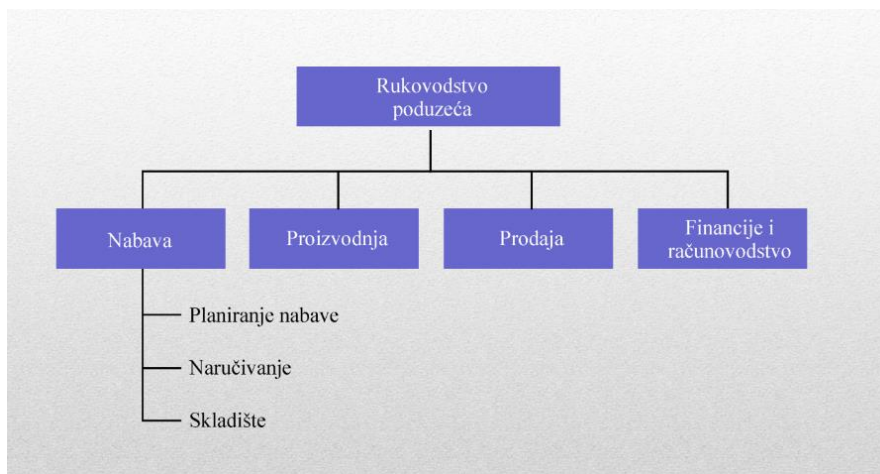 Rukovodstvo
poduzeća
Nabava
Proizvodnja
Prodaja
Financije i
računovodstvo
Planiranje nabave
Naručivanje
Skladište